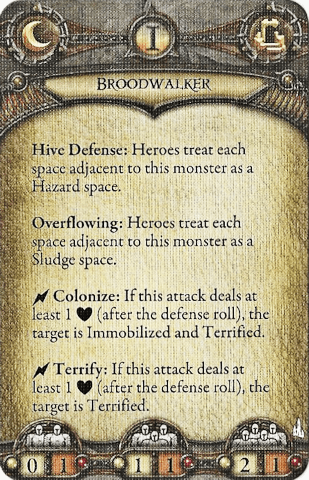 I
BROODWALKER
Hive Defense: Heroes treat each
space adjacent to this monster as a
Hazard space.
Overflowing: Heroes treat each
space adjacent to this monster as a
Sludge space.
Colonize: If this attack deals at
least 1 (after the defense roll), the
target is Immobilized and Terrified.
Terrify: If this attack deals at
least 1 (after the defense roll), the
target is Terrified.
0 1 1 1 2 1